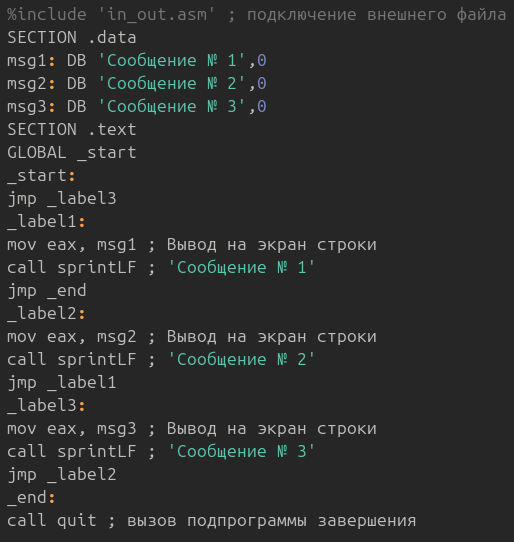 %include 'in_out.asm' ; подключение внешнего файла
SECTION .data
msg1: DB 'Сообщение № 1',0
msg2: DB 'Сообщение № 2',0
msg3: DB 'Сообщение № 3',0
SECTION .text
GLOBAL _start
_start:
jmp _label3
_label1:
mov eax, msg1 ; Вывод на экран строки
call sprintLF ; 'Сообщение № 1'
jmp _end
_label2:
mov eax, msg2 ; Вывод на экран строки
call sprintLF ; 'Сообщение № 2'
jmp _label1
_label3:
mov eax, msg3 ; Вывод на экран строки
call sprintLF ; 'Сообщение № 3'
jmp _label2
_end:
call quit ; вызов подпрограммы завершения